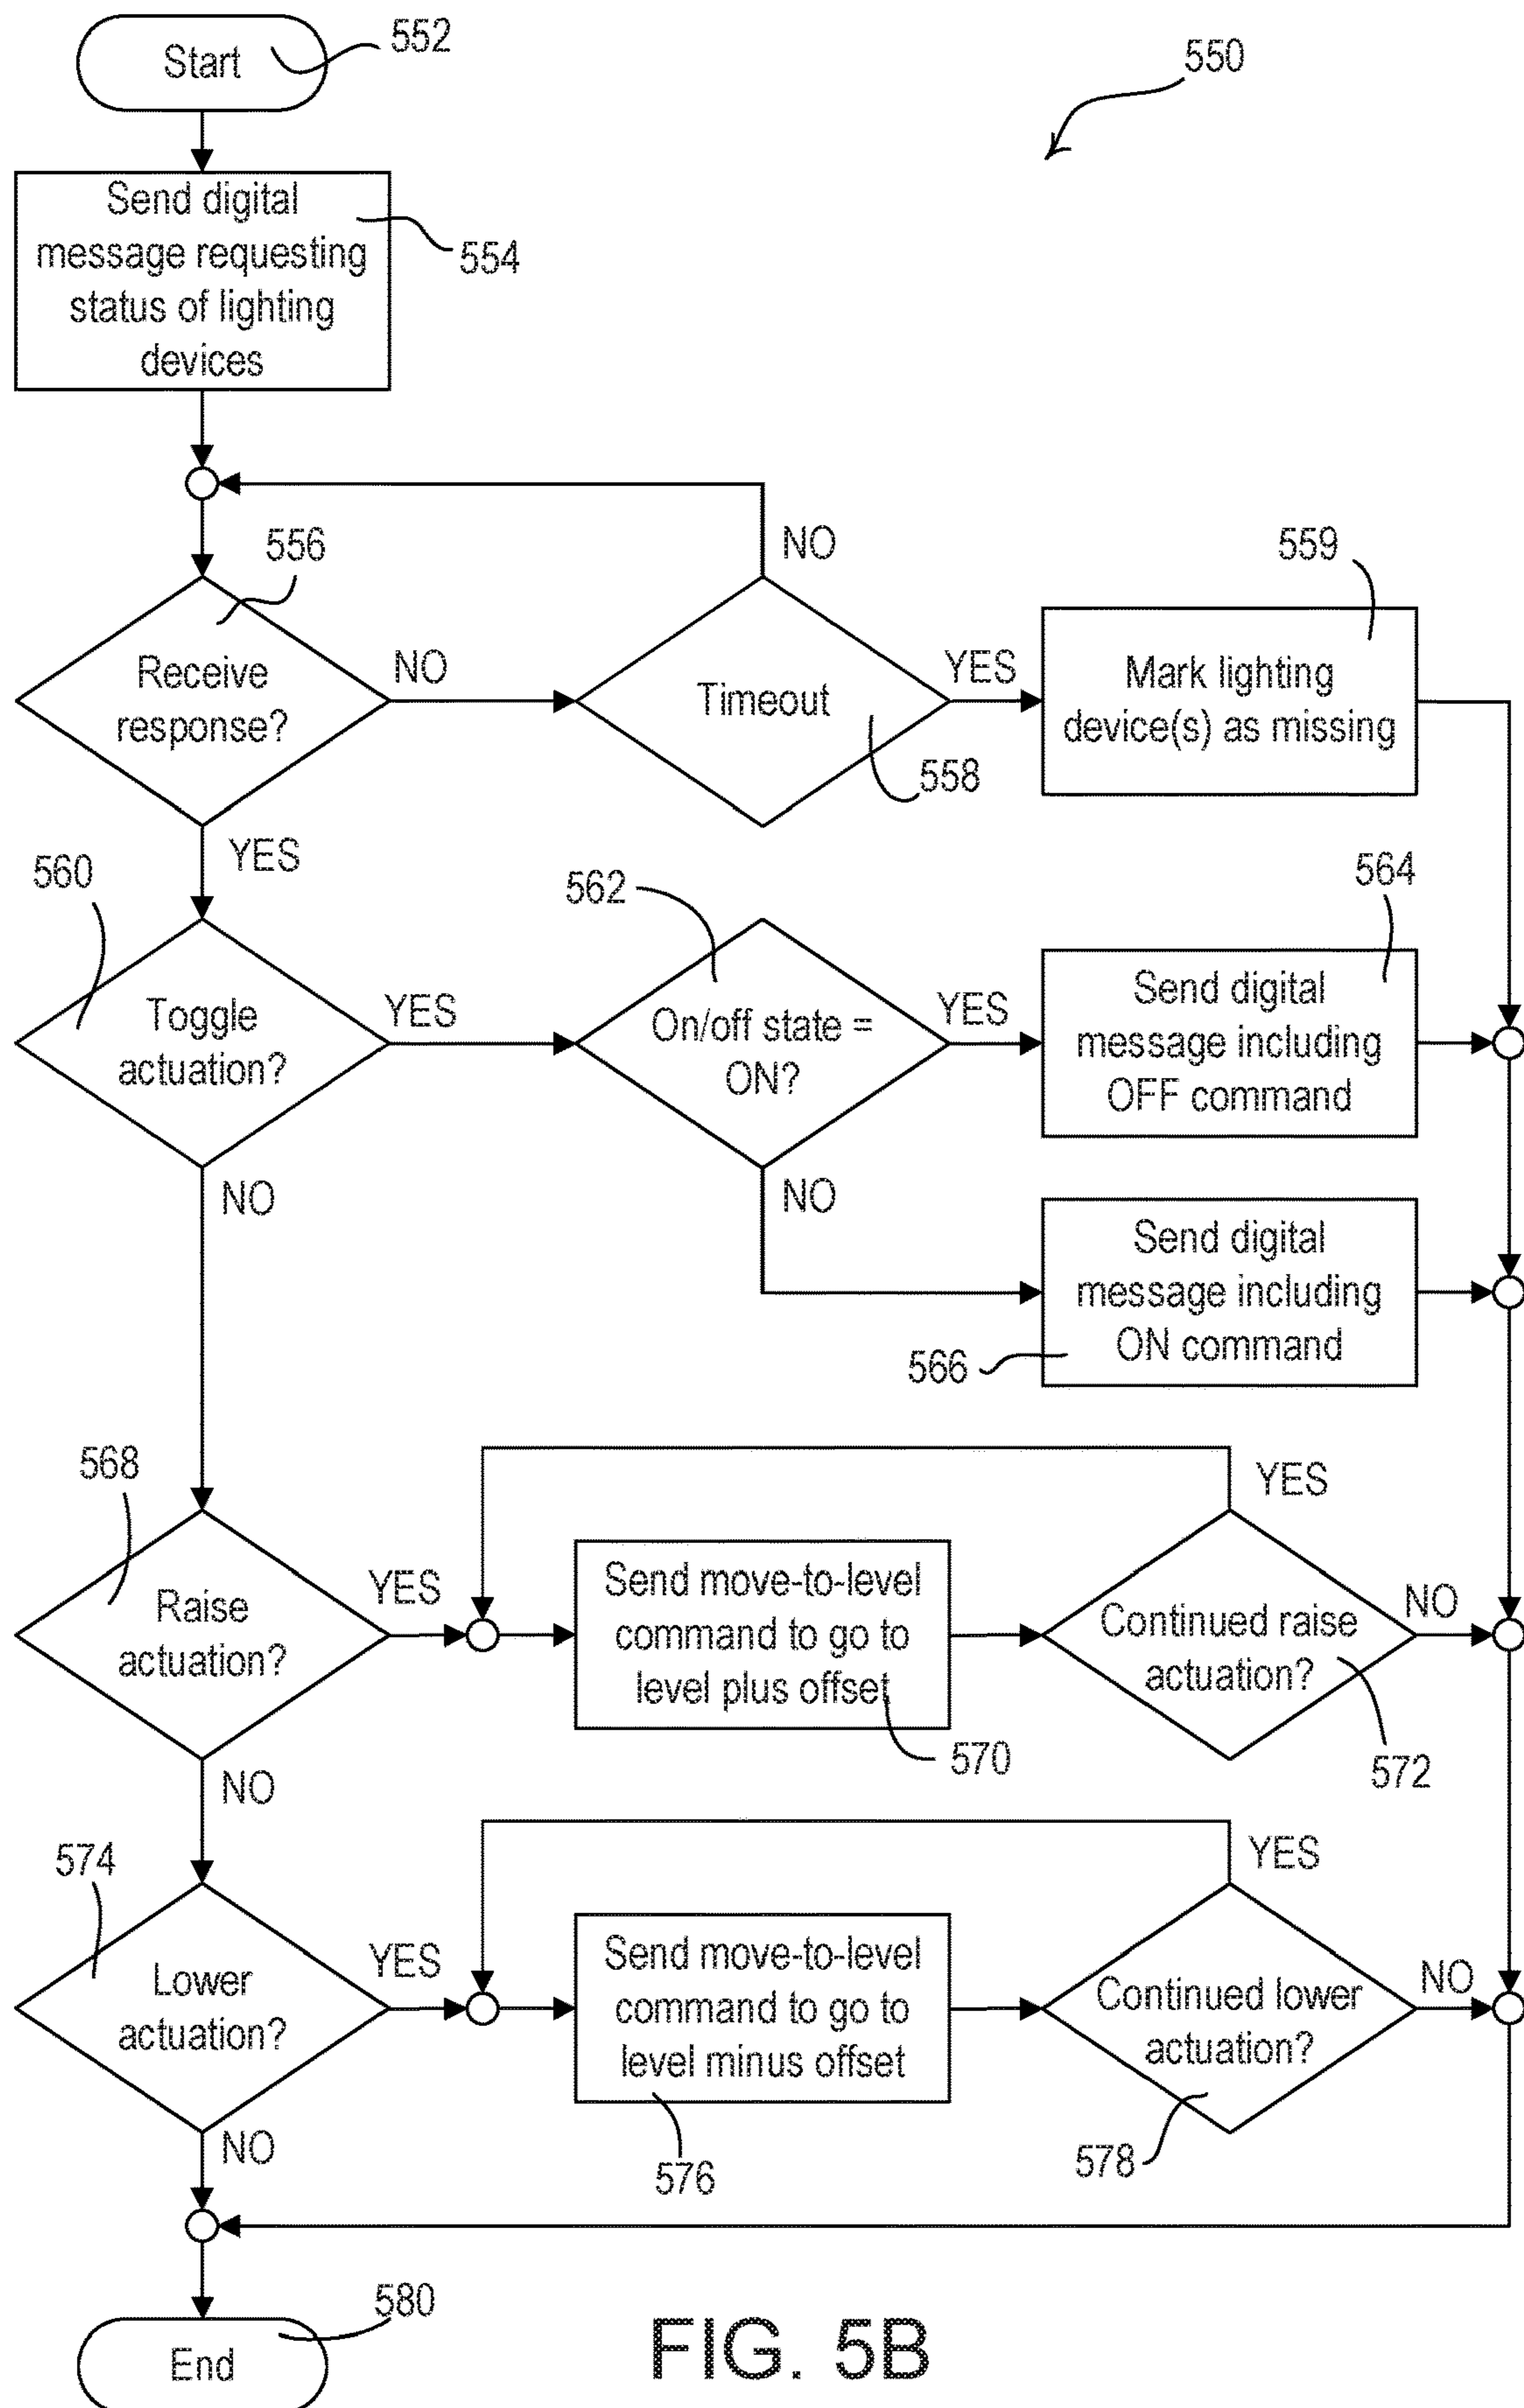 Start
552
550
Send digital
message requesting
status of lighting
devices
554
NO
556
559
Receive
response?
NO
Timeout
558
YES
Mark lighting
device(s) as missing
YES
560
562
564
Toggle
actuation?
YES
On/off state =
ON?
YES
Send digital
message including
OFF command
NO
NO
Send digital
message including
ON command
566
568
YES
Raise
actuation?
YES
Send move-to-level
command to go to
level plus offset
570
Continued raise
actuation?
NO
572
NO
574
YES
Lower
actuation?
YES
Send move-to-level
command to go to
level minus offset
576
Continued lower
actuation?
NO
578
NO
580
End
FIG. 5B